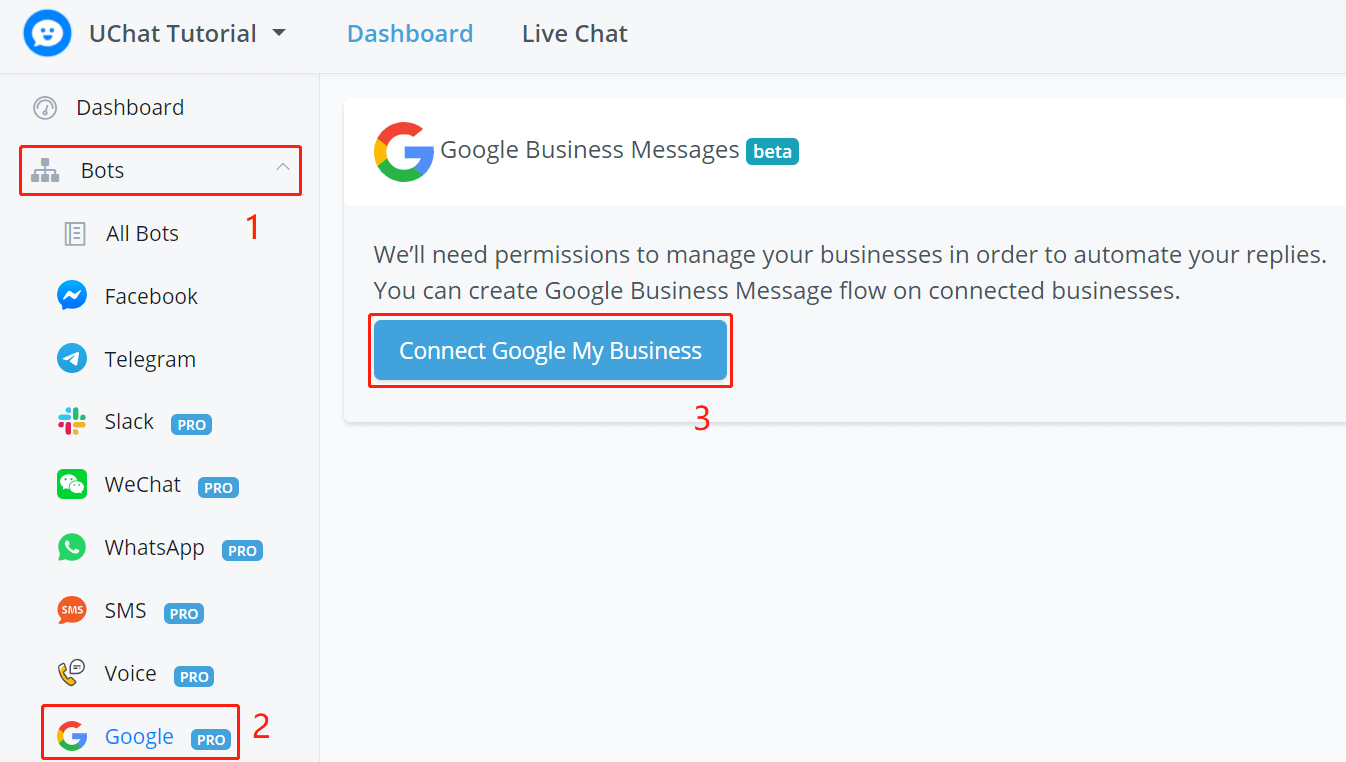 UChat Tutorial Dashboard Live Chat
Dashboard
Bots
1
All Bots
Facebook
Telegram
Slack PRO
WeChat PRO
WhatsApp PRO
SMS SMS PRO
Voice PRO
Google PRO
2
Google Business Messages beta
We’ll need permissions to manage your businesses in order to automate your replies.
You can create Google Business Message flow on connected businesses.
Connect Google My Business
3